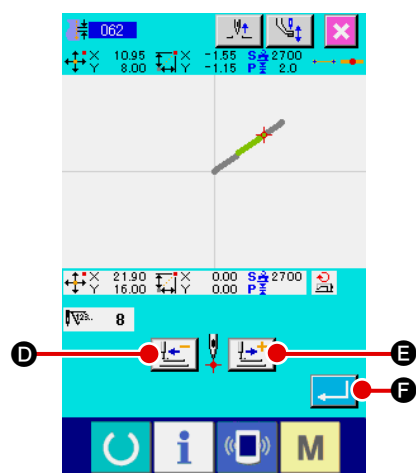 062
X 10.95 X -1.55 S 2700
Y 8.00 Y -1.15 P 2.0
X 21.90 X 0.00 S 2700
Y 16.00 Y 0.00 P
123.. 8
D E
F
i M